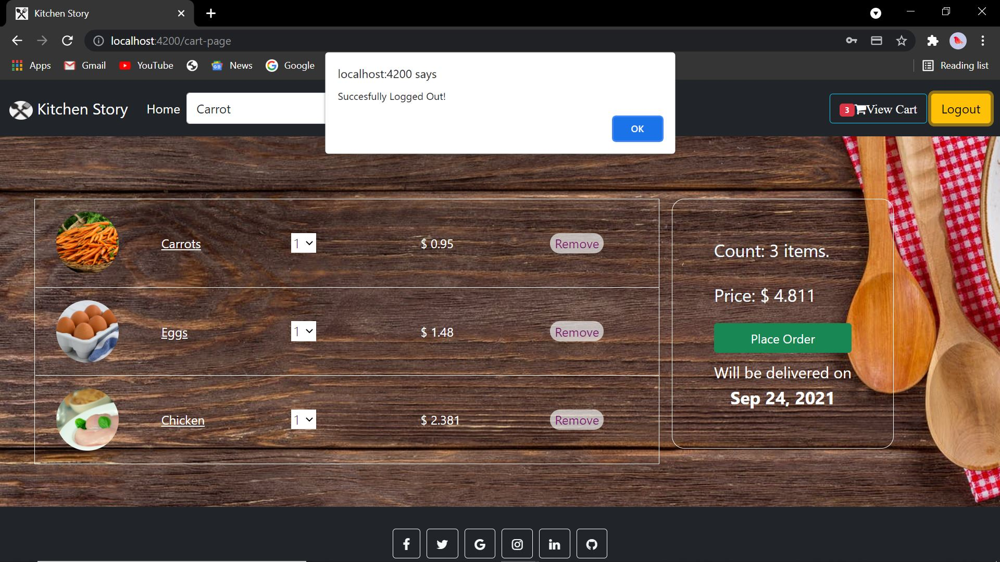 Kitchen Story
localhost:4200/cart-page
Apps Gmail YouTube News Google Reading list
localhost:4200 says
Succesfully Logged Out!
OK
Kitchen Story Home Carrot 3 View Cart Logout
Carrots 1 $ 0.95 Remove
Eggs 1 $ 1.48 Remove
Chicken 1 $ 2.381 Remove
Count: 3 items.
Price: $ 4.811
Place Order
Will be delivered on
Sep 24, 2021